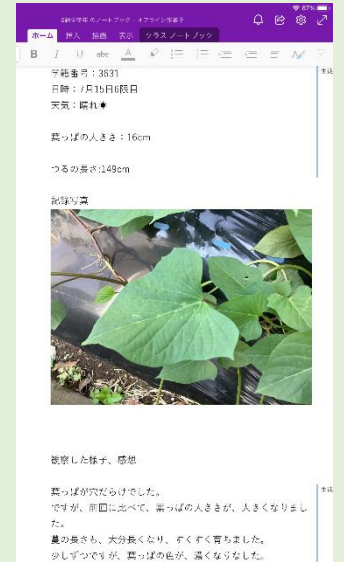 87%
ホーム 挿入 描画 表示 クラス ノートブック
B I U abc A
学籍番号：3631
日時：7月15日6限目
天気：晴れ☀
葉っぱの大きさ：16cm
つるの長さ:149cm
記録写真
観察した様子、感想
葉っぱが穴だらけでした。
ですが、前回に比べて、葉っぱの大きさが、大きくなりまし
た。
蔓の長さも、大分長くなり、すくすく育ちました。
少しずつですが、葉っぱの色が、濃くなりなした。